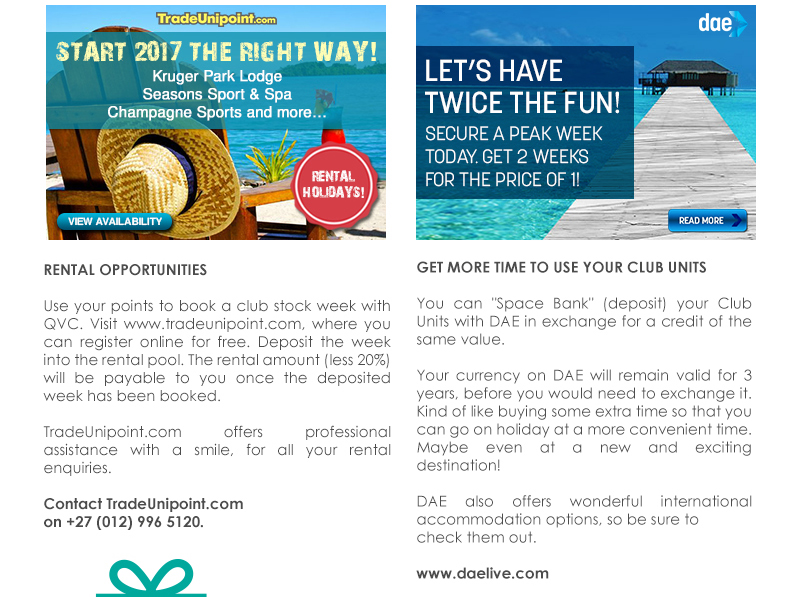 TradeUnipoint.com
START 2017 THE RIGHT WAY!
Kruger Park Lodge
Seasons Sport & Spa
Champagne Sports and more...
RENTAL
HOLIDAYS!
VIEW AVAILABILITY
RENTAL OPPORTUNITIES
Use your points to book a club stock week with
QVC. Visit www.tradeunipoint.com, where you
can register online for free. Deposit the week
into the rental pool. The rental amount (less 20%)
will be payable to you once the deposited
week has been booked.
TradeUnipoint.com offers professional
assistance with a smile, for all your rental
enquiries.
Contact TradeUnipoint.com
on +27 (012) 996 5120.
dae
LET'S HAVE
TWICE THE FUN!
SECURE A PEAK WEEK
TODAY. GET 2 WEEKS
FOR THE PRICE OF 1!
READ MORE
GET MORE TIME TO USE YOUR CLUB UNITS
You can "Space Bank" (deposit) your Club
Units with DAE in exchange for a credit of the
same value.
Your currency on DAE will remain valid for 3
years, before you would need to exchange it.
Kind of like buying some extra time so that you
can go on holiday at a more convenient time.
Maybe even at a new and exciting
destination!
DAE also offers wonderful international
accommodation options, so be sure to
check them out.
www.daelive.com